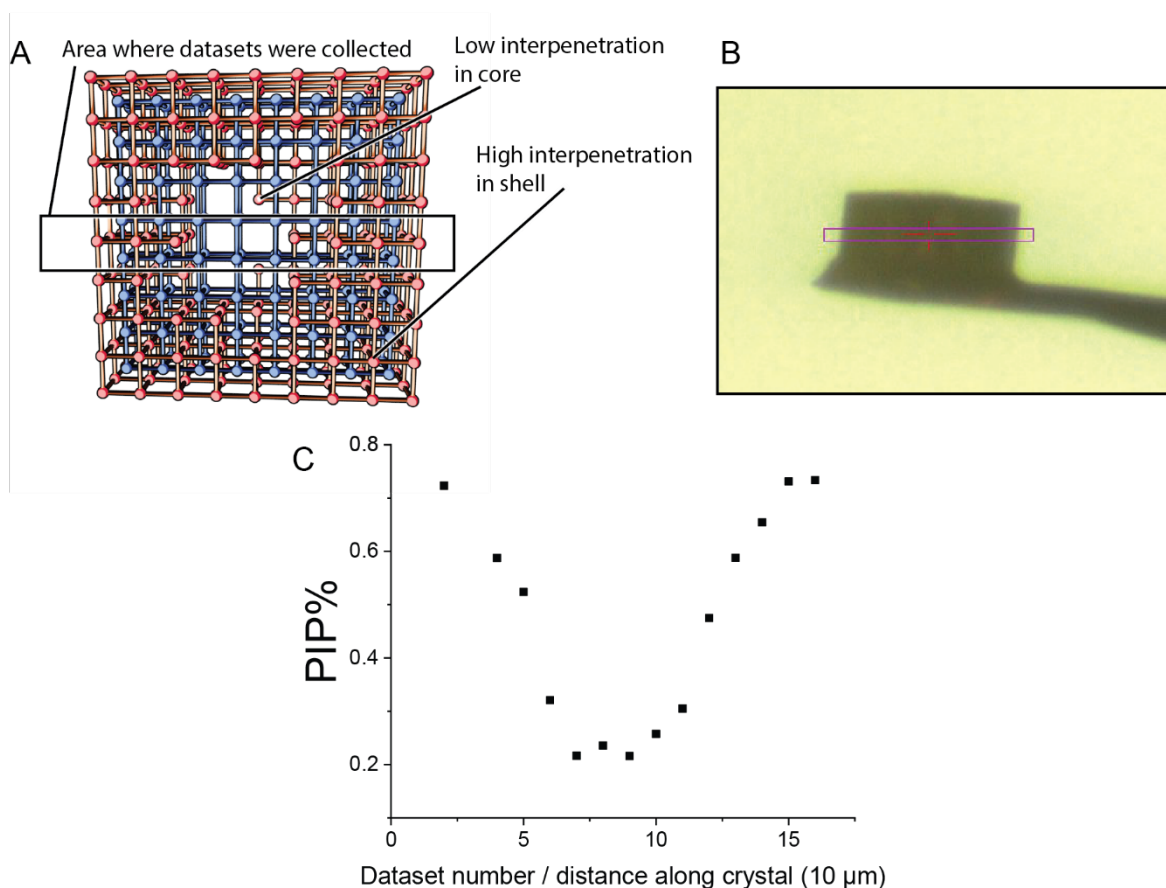 A
Area where datasets were collected
Low interpenetration
in core
High interpenetration
in shell
B
C
0.8
0.6
0.4
0.2
PIP%
0
5
10
15
Dataset number / distance along crystal (10 µm)